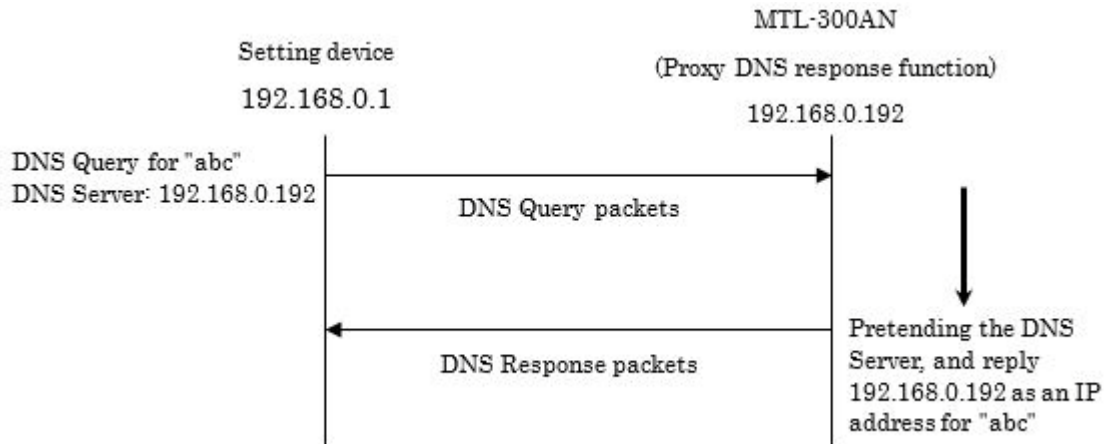 MTL-300AN
Setting device
(Proxy DNS response function)
192.168.0.1
192.168.0.192
DNS Query for "abc"
DNS Server: 192.168.0.192
DNS Query packets
DNS Response packets
Pretending the DNS
Server, and reply
192.168.0.192 as an IP
address for "abc"